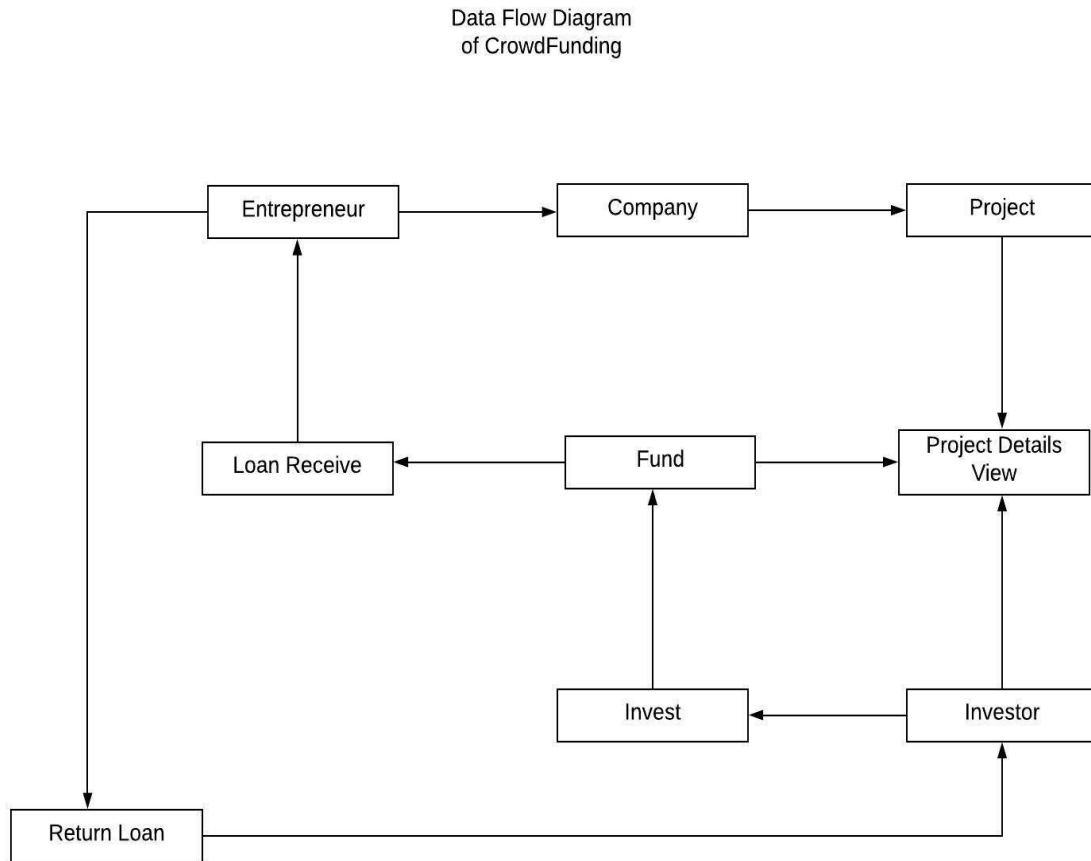 Data Flow Diagram
of CrowdFunding
Entrepreneur
Company
Project
Loan Receive
Fund
Project Details
View
Invest
Investor
Return Loan